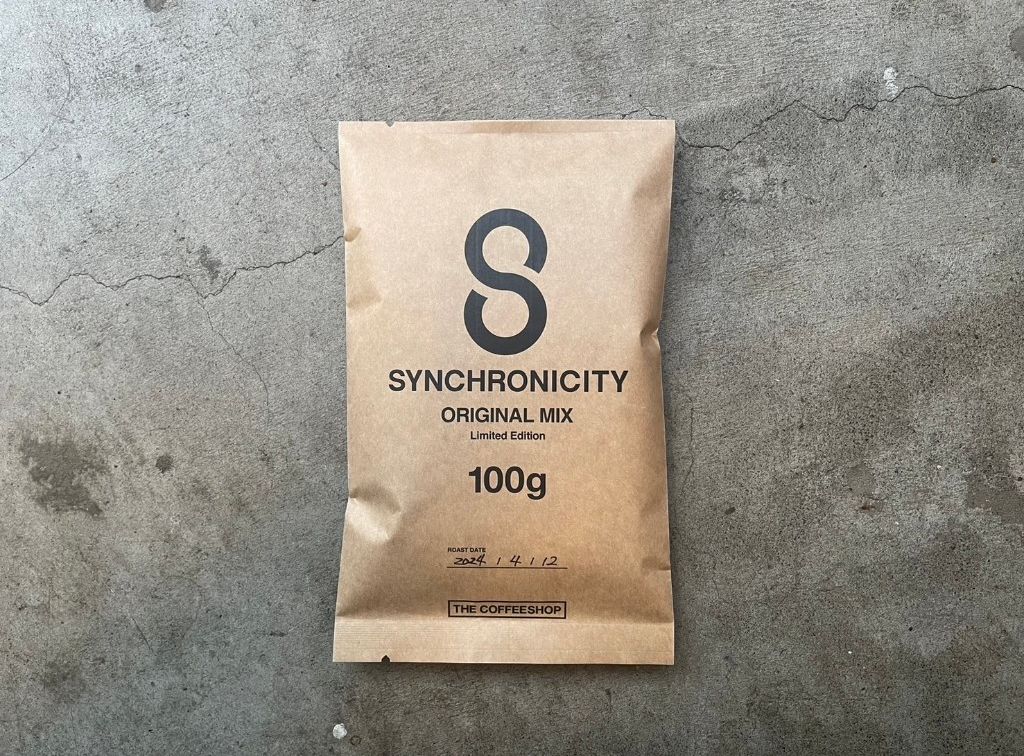 S
SYNCHRONICITY
ORIGINAL MIX
Limited Edition
100g
ROAST DATE
2024 / 4 / 12
THE COFFEESHOP